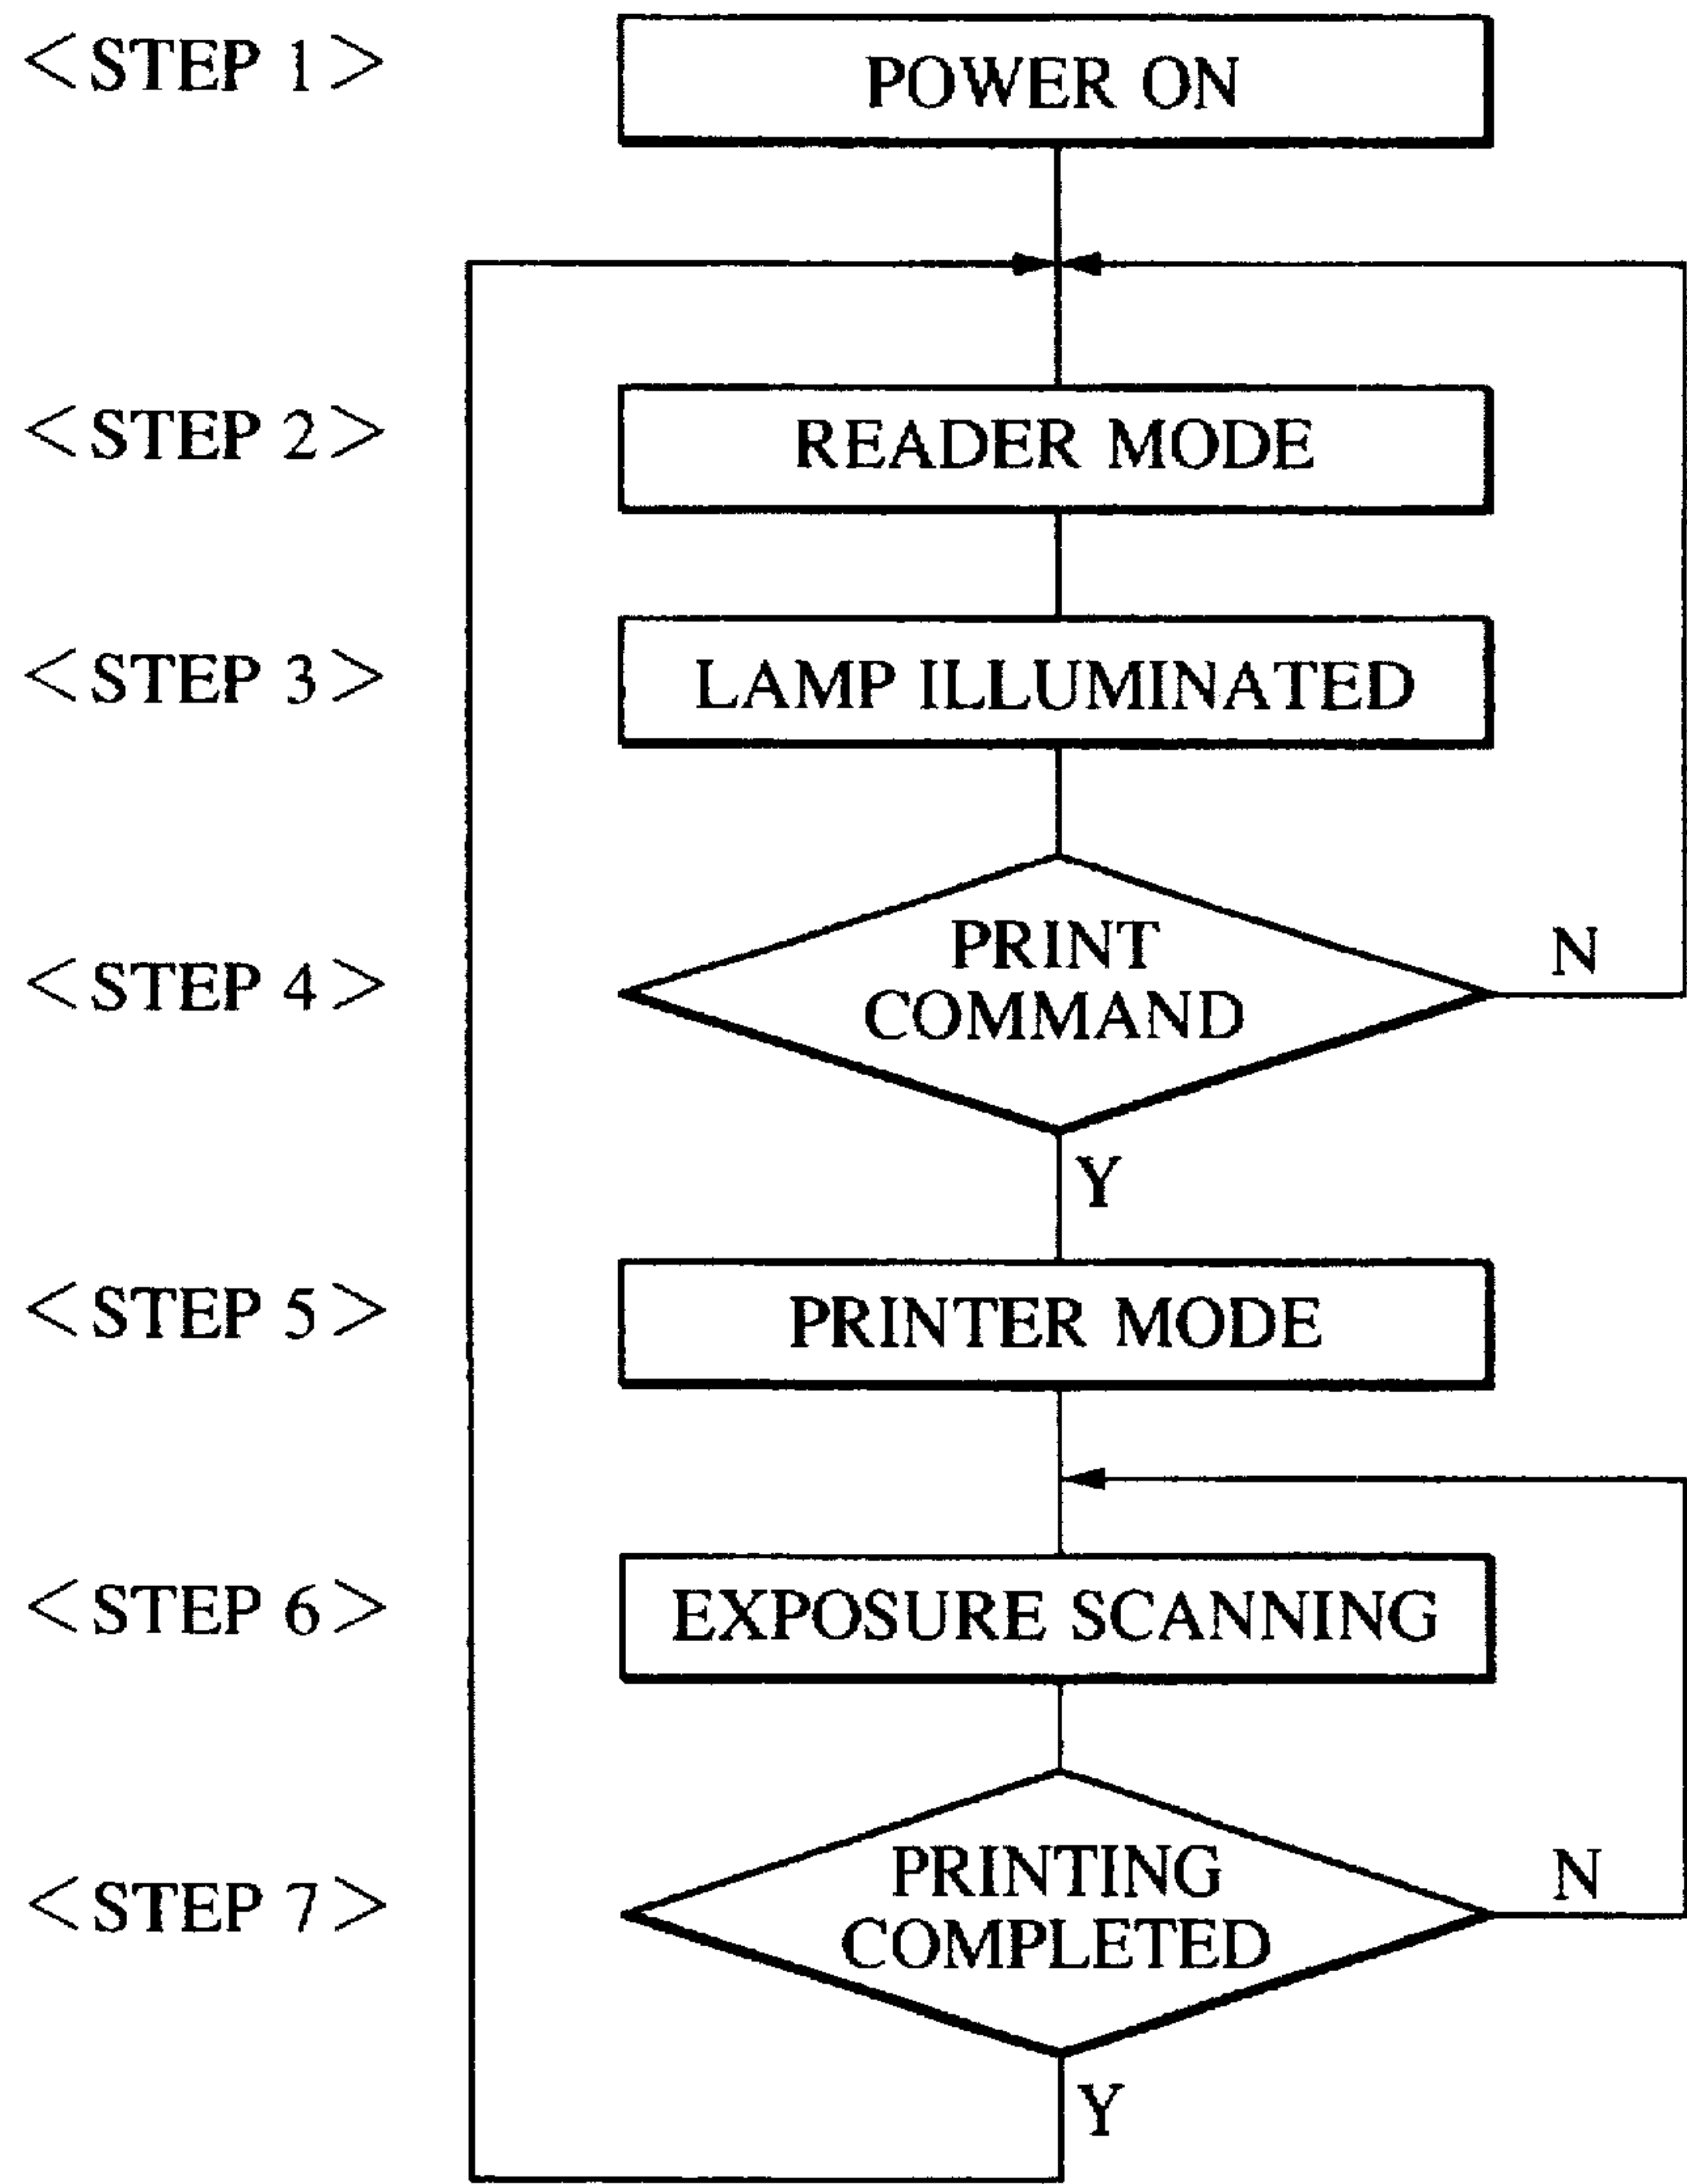 <STEP 1>
POWER ON
<STEP 2>
READER MODE
<STEP 3>
LAMP ILLUMINATED
<STEP 4>
PRINT
COMMAND
N
Y
<STEP 5>
PRINTER MODE
<STEP 6>
EXPOSURE SCANNING
<STEP 7>
PRINTING
COMPLETED
N
Y